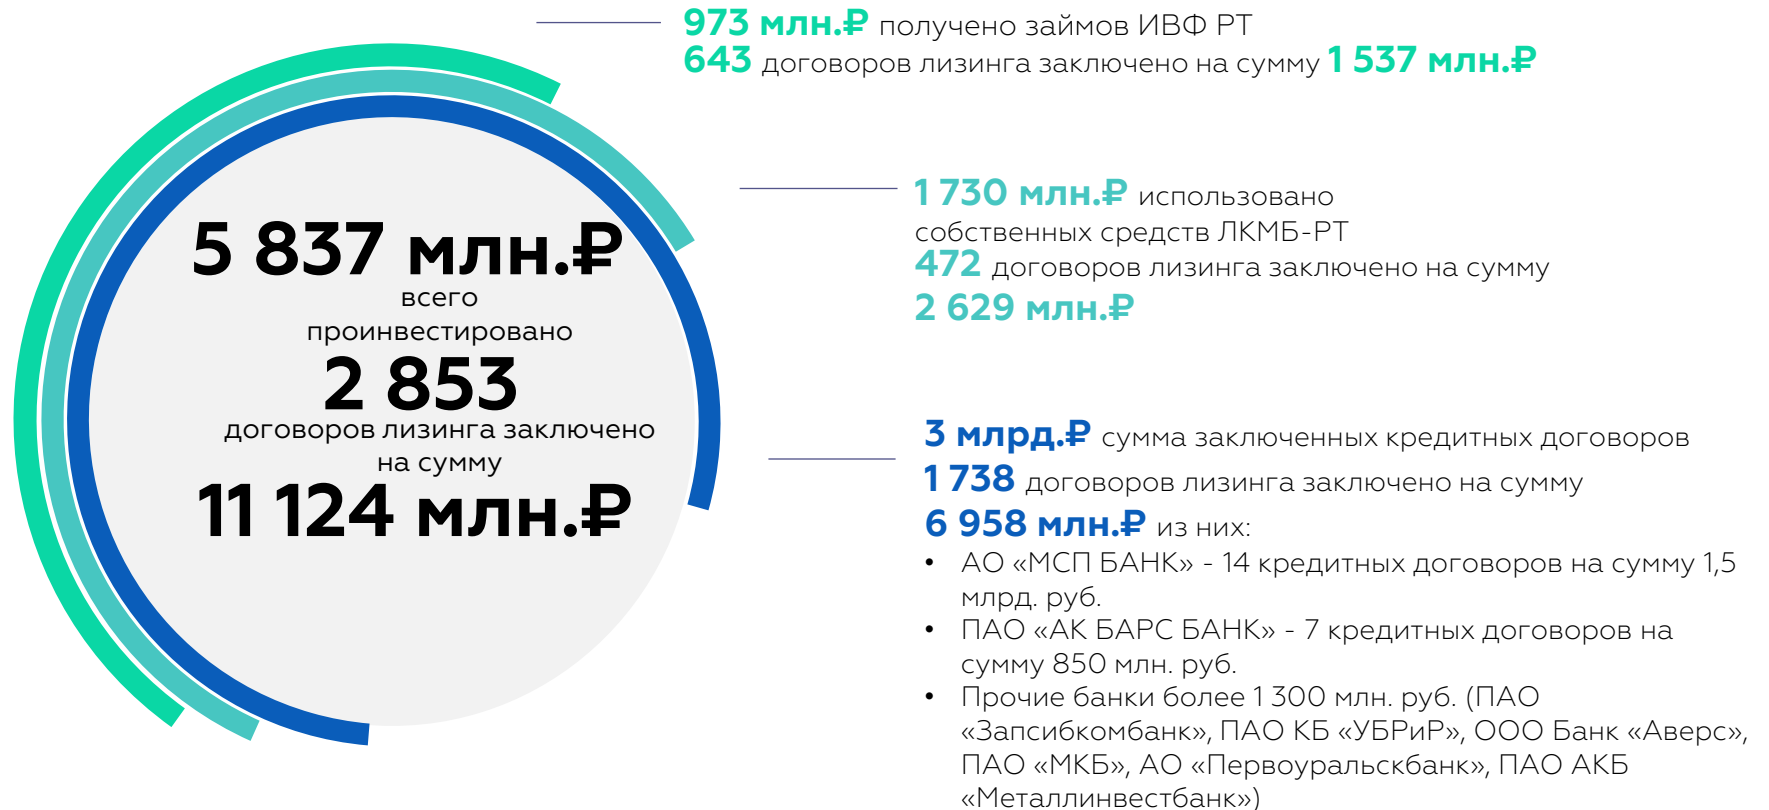 973 млн.₽ получено займов ИВФ РТ
643 договоров лизинга заключено на сумму 1 537 млн.₽
1 730 млн.₽ использовано
собственных средств ЛКМБ-РТ
472 договоров лизинга заключено на сумму
2 629 млн.₽
5 837 млн.₽
всего
проинвестировано
2 853
договоров лизинга заключено
на сумму
11 124 млн.₽
3 млрд.₽ сумма заключенных кредитных договоров
1 738 договоров лизинга заключено на сумму
6 958 млн.₽ из них:
• АО «МСП БАНК» - 14 кредитных договоров на сумму 1,5
млрд. руб.
• ПАО «АК БАРС БАНК» - 7 кредитных договоров на
сумму 850 млн. руб.
• Прочие банки более 1 300 млн. руб. (ПАО
«Запсибкомбанк», ПАО КБ «УБРиР», ООО Банк «Аверс»,
ПАО «МКБ», АО «Первоуральскбанк», ПАО АКБ
«Металлинвестбанк»)